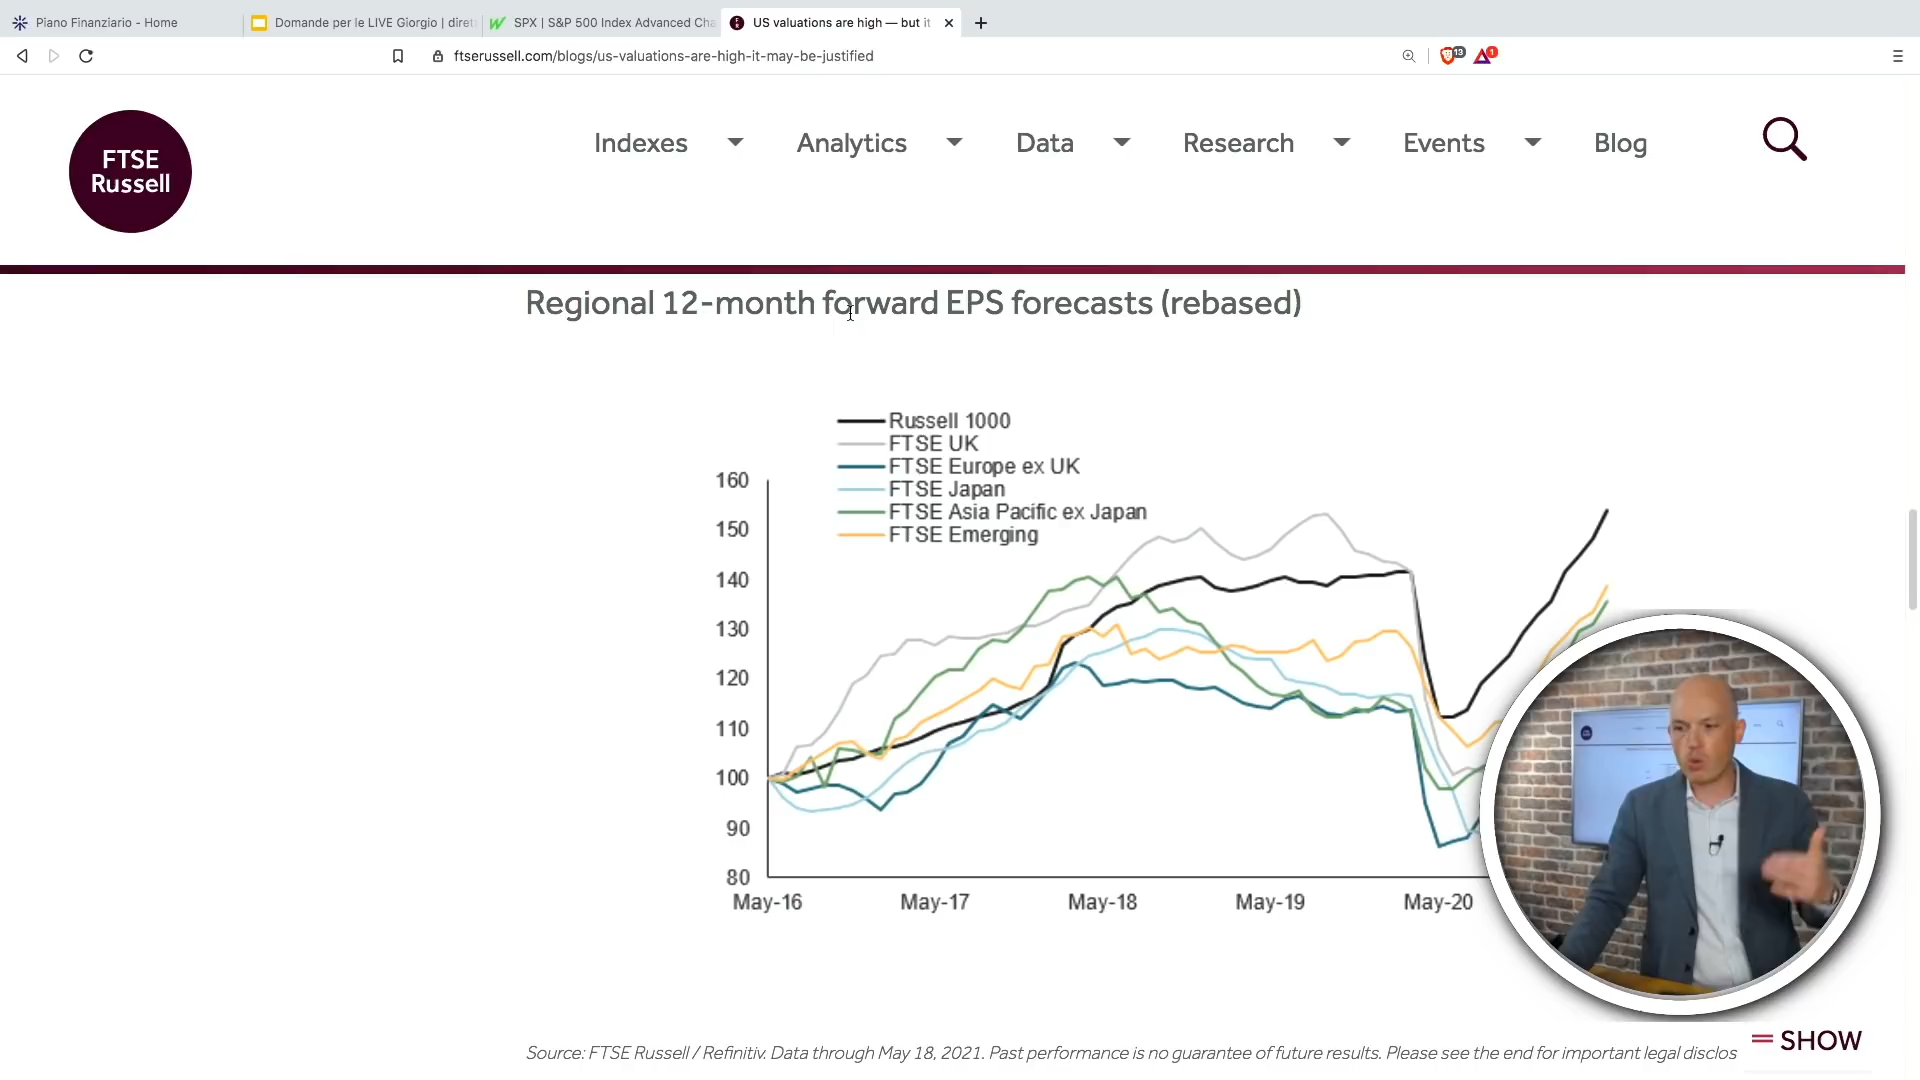 Piano Finanziario - Home
Domande per le LIVE Giorgio | diret
SPX | S&P 500 Index Advanced Cha
US valuations are high — but it
ftserussell.com/blogs/us-valuations-are-high-it-may-be-justified
13
1
FTSE
Russell
Indexes
Analytics
Data
Research
Events
Blog
Regional 12-month forward EPS forecasts (rebased)
Russell 1000
FTSE UK
FTSE Europe ex UK
FTSE Japan
FTSE Asia Pacific ex Japan
FTSE Emerging
160
150
140
130
120
110
100
90
80
May-16
May-17
May-18
May-19
May-20
Source: FTSE Russell / Refinitiv. Data through May 18, 2021. Past performance is no guarantee of future results. Please see the end for important legal disclos
SHOW